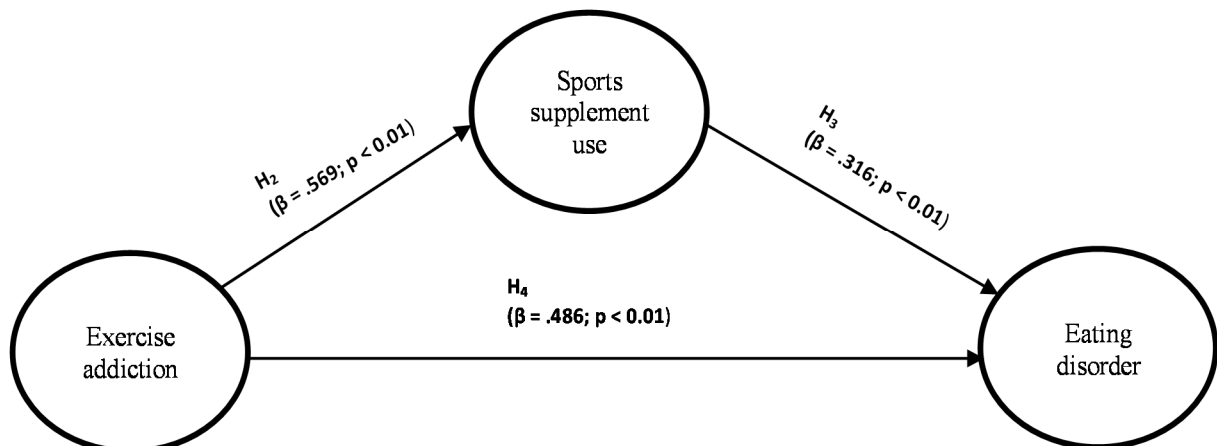 Sports
supplement
use
H₂
(β = .569; p < 0.01)
H₃
(β = .316; p < 0.01)
H₄
(β = .486; p < 0.01)
Exercise
addiction
Eating
disorder